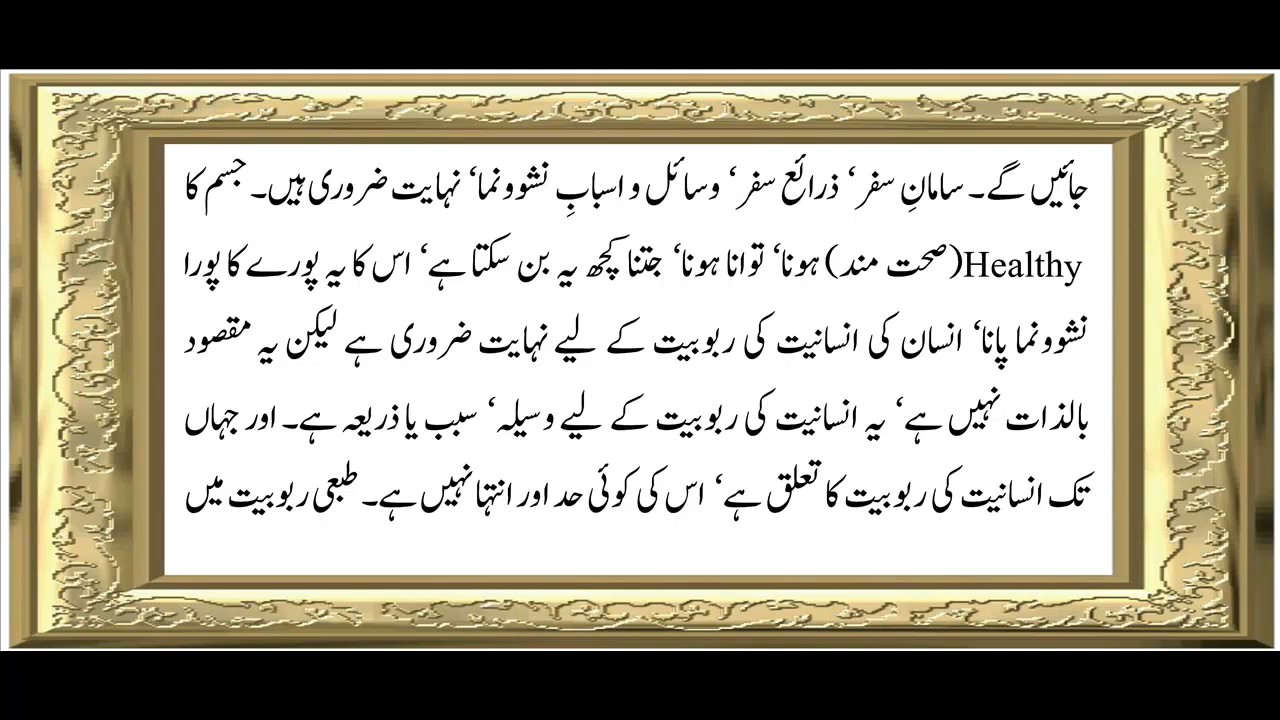 جائیں گے۔ سامانِ سفر‘ ذرائع سفر‘ وسائل و اسبابِ نشوونما‘ نہایت ضروری ہیں۔ جسم کا
Healthy(صحت مند) ہونا‘ توانا ہونا‘ جتنا کچھ یہ بن سکتا ہے‘ اس کا یہ پورے کا پورا
نشوونما پانا‘ انسان کی انسانیت کی ربوبیت کے لیے نہایت ضروری ہے لیکن یہ مقصود
بالذات نہیں ہے‘ یہ انسانیت کی ربوبیت کے لیے وسیلہ‘ سبب یا ذریعہ ہے۔ اور جہاں
تک انسانیت کی ربوبیت کا تعلق ہے‘ اس کی کوئی حد اور انتہا نہیں ہے۔ طبعی ربوبیت میں